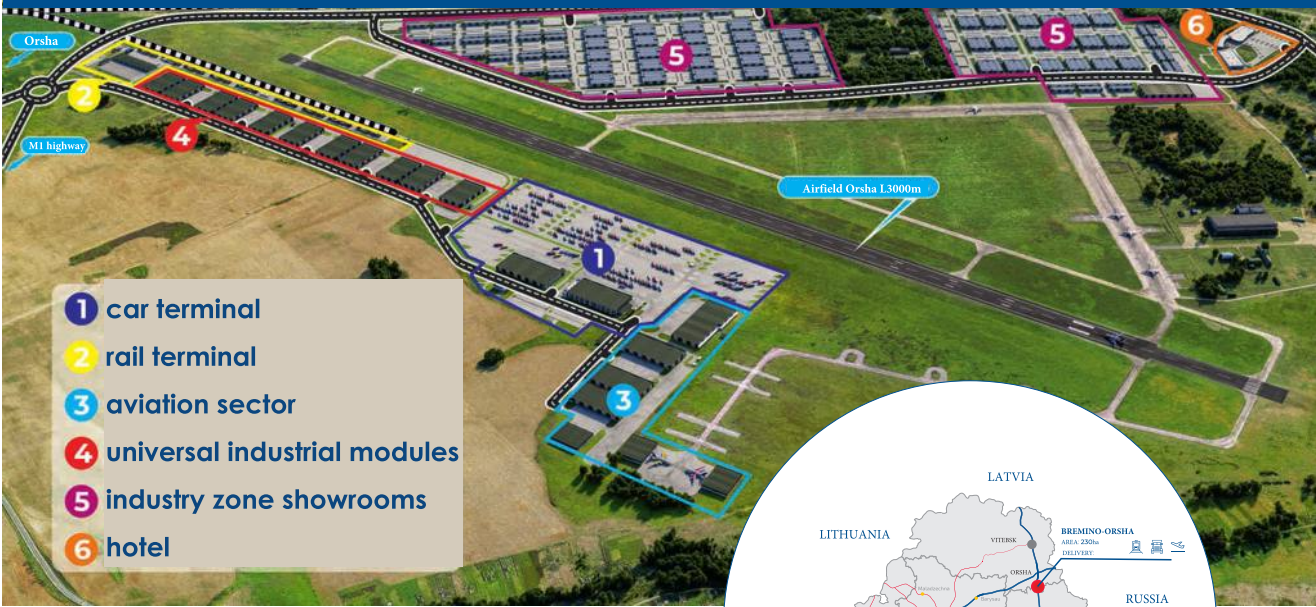 Orsha
M1 highway
Airfield Orsha L3000m
5
5
6
2
4
1
3
1 car terminal
2 rail terminal
3 aviation sector
4 universal industrial modules
5 industry zone showrooms
6 hotel
LATVIA
LITHUANIA
VITEBSK
BREMINO-ORSHA
AREA: 230ha
DELIVERY:
ORSHA
RUSSIA